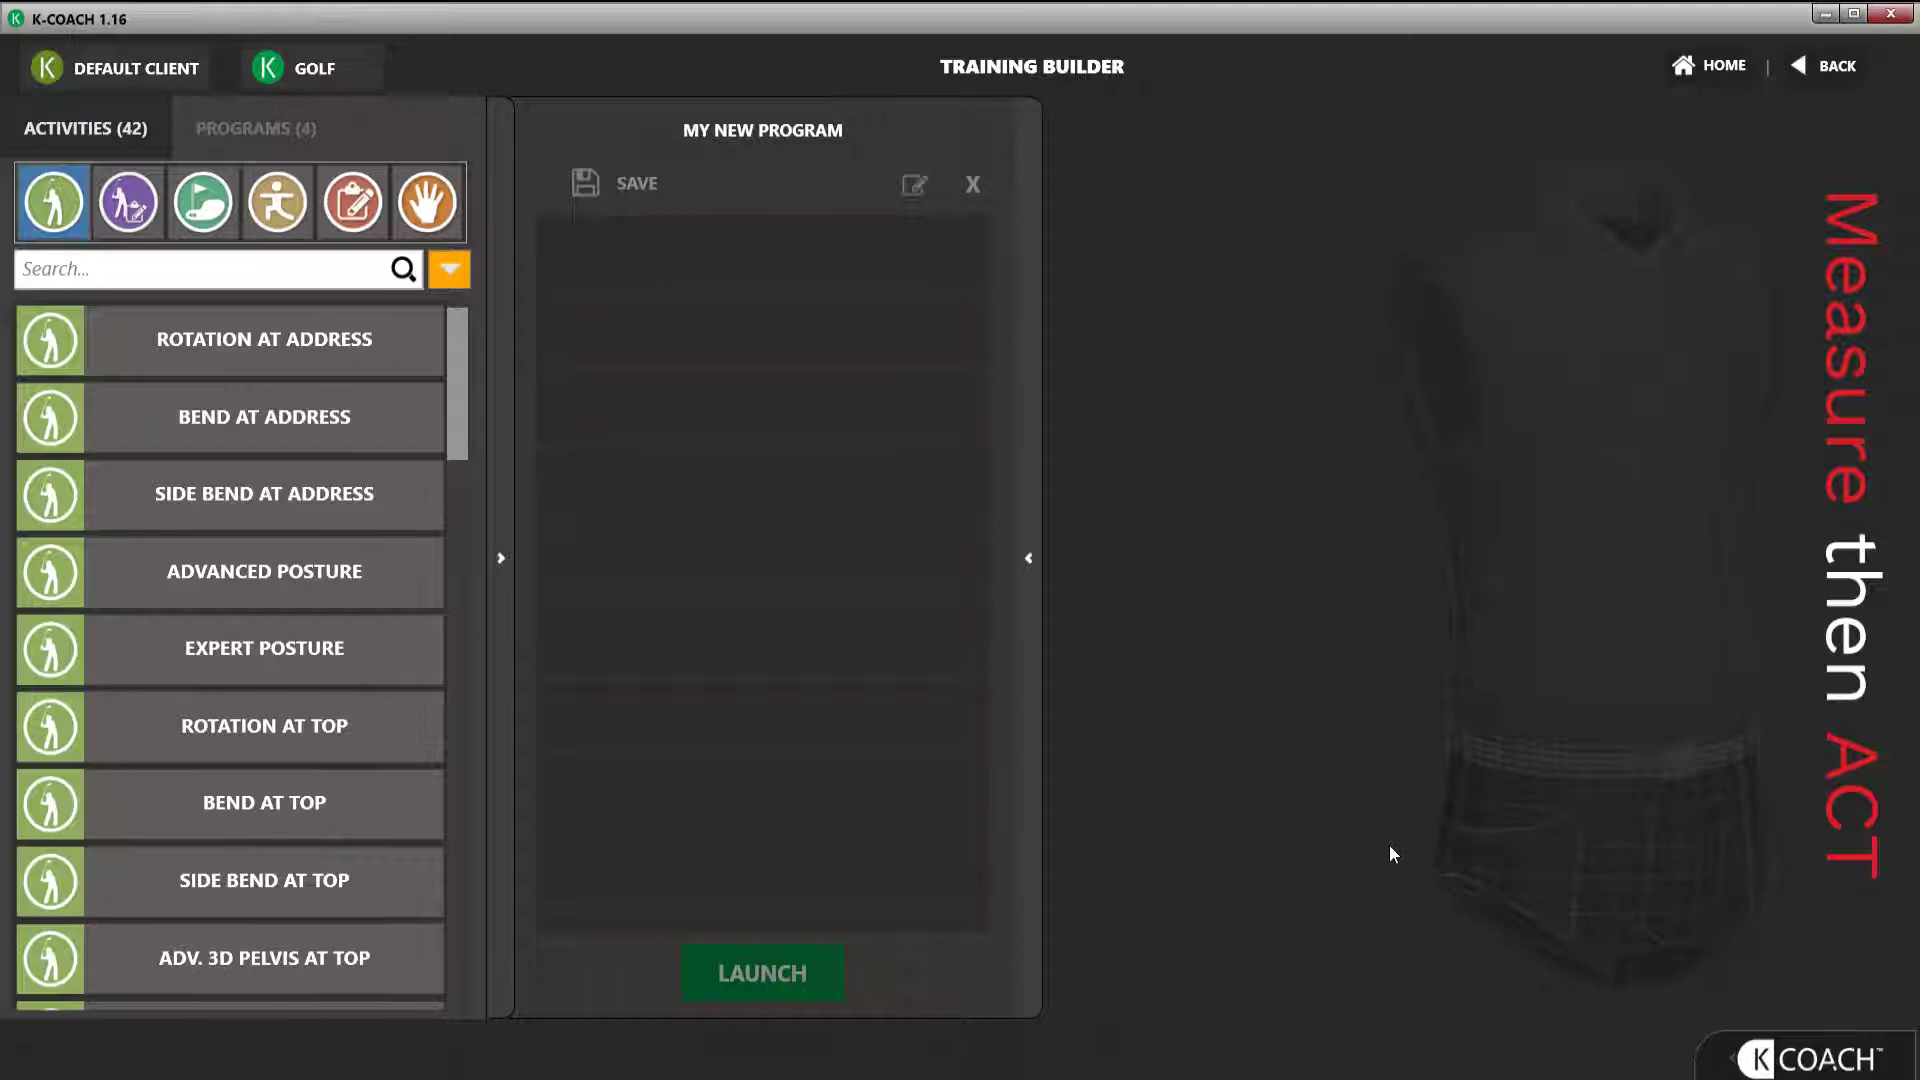 K-COACH 1.16
DEFAULT CLIENT
GOLF
TRAINING BUILDER
HOME
|
BACK
ACTIVITIES (42)
PROGRAMS (4)
MY NEW PROGRAM
SAVE
X
Search...
ROTATION AT ADDRESS
BEND AT ADDRESS
SIDE BEND AT ADDRESS
ADVANCED POSTURE
EXPERT POSTURE
ROTATION AT TOP
BEND AT TOP
SIDE BEND AT TOP
ADV. 3D PELVIS AT TOP
LAUNCH
Measure then ACT
K COACH™